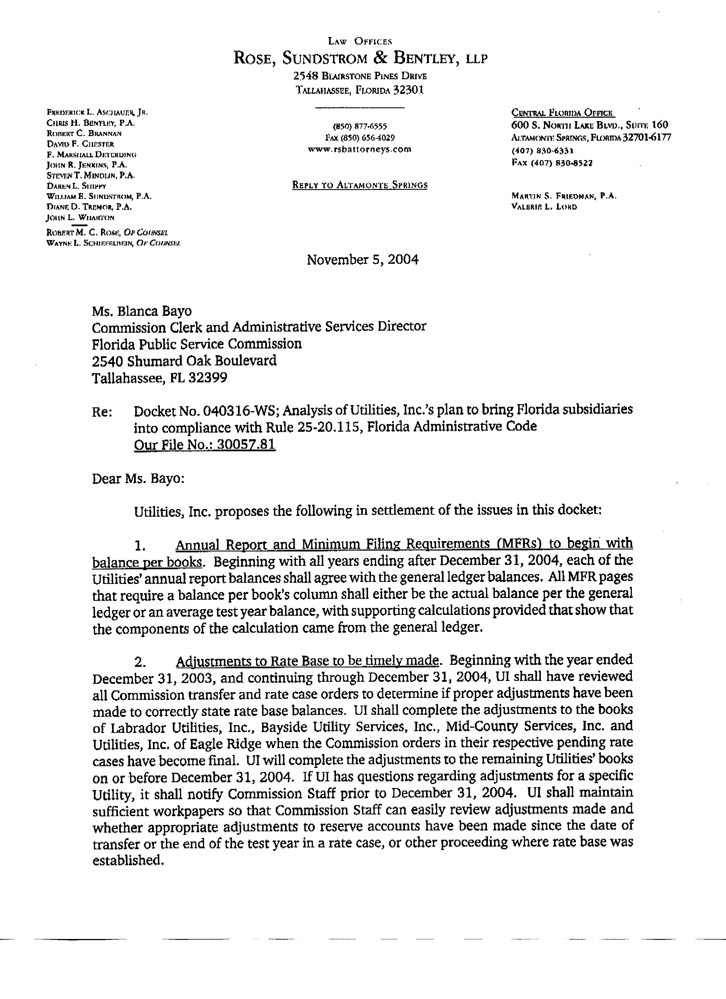 LAW OFFICES
ROSE, SUNDSTROM & BENTLEY, LLP
2548 BLAIRSTONE PINES DRIVE
TALLAHASSEE, FLORIDA 32301
FREDERICK L. ASCHAUER, JR.
CHRIS H. BENTLEY, P.A.
ROBERT C. BRANNAN
DAVID F. CHESTER
F. MARSHALL DETERDING
JOHN R. JENKINS, P.A.
STEVEN T. MINDLIN, P.A.
DAREN L. SHIPPY
WILLIAM E. SUNDSTROM, P.A.
DIANE D. TREMOR, P.A.
JOHN L. WHARTON
ROBERT M. C. ROSE, OF COUNSEL
WAYNE L. SCHIEFELBEIN, OF COUNSEL
(850) 877-6555
FAX (850) 656-4029
www.rsbattorneys.com
REPLY TO ALTAMONTE SPRINGS
CENTRAL FLORIDA OFFICE
600 S. NORTH LAKE BLVD., SUITE 160
ALTAMONTE SPRINGS, FLORIDA 32701-6177
(407) 830-6331
FAX (407) 830-8522
MARTIN S. FRIEDMAN, P.A.
VALERIE L. LORD
November 5, 2004
Ms. Blanca Bayo
Commission Clerk and Administrative Services Director
Florida Public Service Commission
2540 Shumard Oak Boulevard
Tallahassee, FL 32399
Re: Docket No. 040316-WS; Analysis of Utilities, Inc.'s plan to bring Florida subsidiaries
into compliance with Rule 25-20.115, Florida Administrative Code
Our File No.: 30057.81
Dear Ms. Bayo:
Utilities, Inc. proposes the following in settlement of the issues in this docket:
1. Annual Report and Minimum Filing Requirements (MFRs) to begin with
balance per books. Beginning with all years ending after December 31, 2004, each of the
Utilities' annual report balances shall agree with the general ledger balances. All MFR pages
that require a balance per book's column shall either be the actual balance per the general
ledger or an average test year balance, with supporting calculations provided that show that
the components of the calculation came from the general ledger.
2. Adjustments to Rate Base to be timely made. Beginning with the year ended
December 31, 2003, and continuing through December 31, 2004, UI shall have reviewed
all Commission transfer and rate case orders to determine if proper adjustments have been
made to correctly state rate base balances. UI shall complete the adjustments to the books
of Labrador Utilities, Inc., Bayside Utility Services, Inc., Mid-County Services, Inc. and
Utilities, Inc. of Eagle Ridge when the Commission orders in their respective pending rate
cases have become final. UI will complete the adjustments to the remaining Utilities' books
on or before December 31, 2004. If UI has questions regarding adjustments for a specific
Utility, it shall notify Commission Staff prior to December 31, 2004. UI shall maintain
sufficient workpapers so that Commission Staff can easily review adjustments made and
whether appropriate adjustments to reserve accounts have been made since the date of
transfer or the end of the test year in a rate case, or other proceeding where rate base was
established.